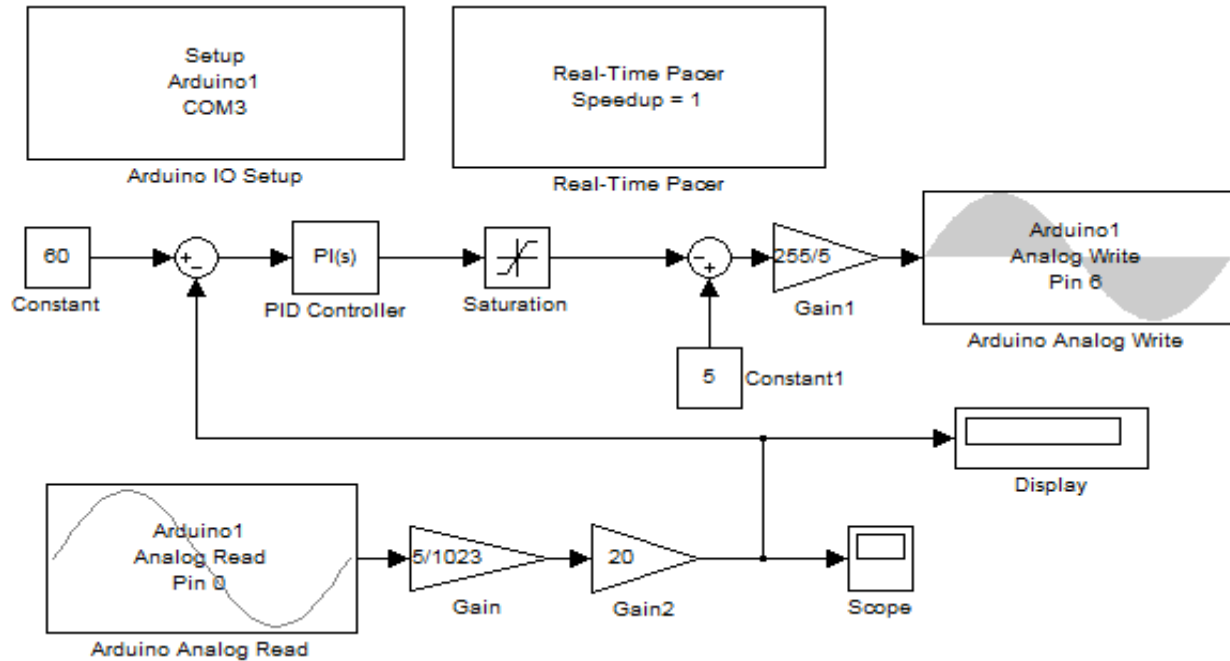 Setup
Arduino1
COM3
Arduino IO Setup
Real-Time Pacer
Speedup = 1
Real-Time Pacer
60
Constant
+
−
PI(s)
PID Controller
Saturation
−
+
5
Constant1
255/5
Gain1
Arduino1
Analog Write
Pin 6
Arduino Analog Write
Display
Arduino1
Analog Read
Pin 0
Arduino Analog Read
5/1023
Gain
20
Gain2
Scope